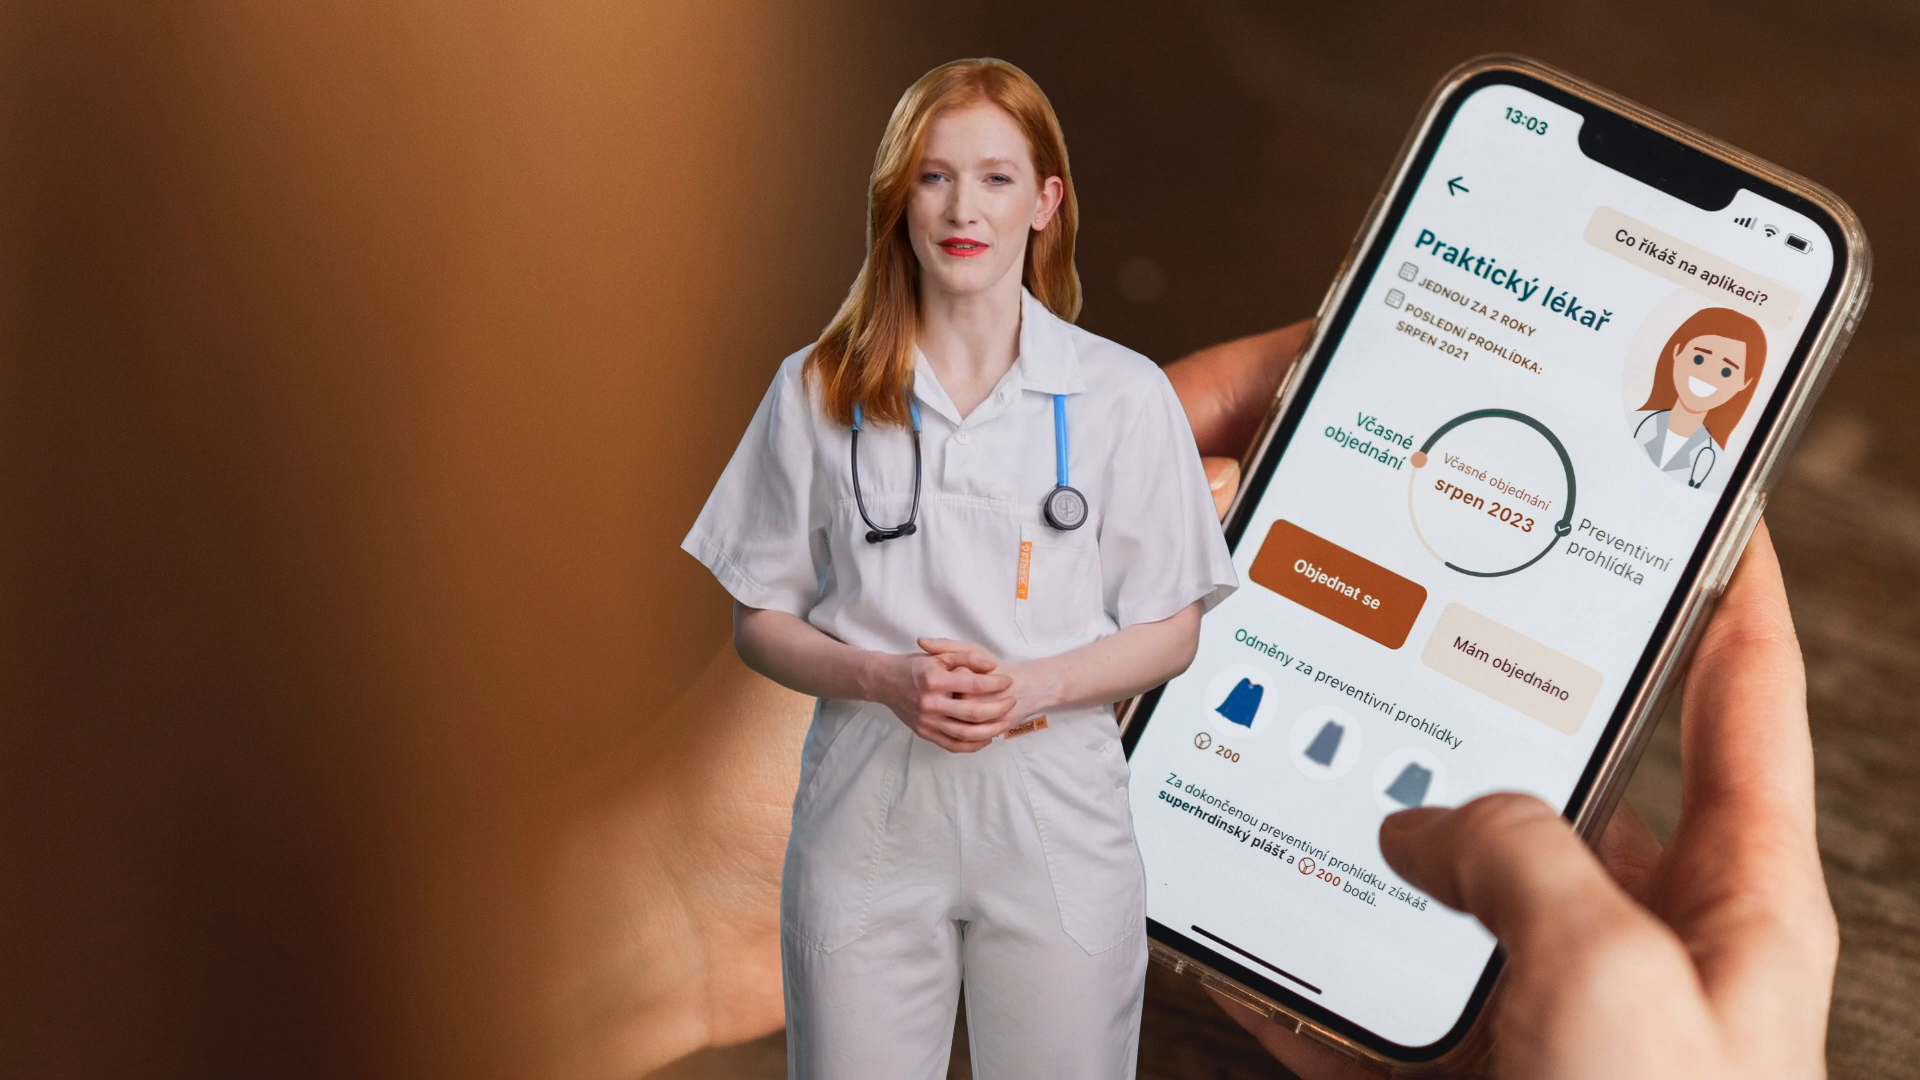 13:03
Co říkáš na aplikaci?
Praktický lékař
JEDNOU ZA 2 ROKY
POSLEDNÍ PROHLÍDKA:
SRPEN 2021
Včasné
objednání
Včasné objednání
srpen 2023
Preventivní
prohlídka
Objednat se
Mám objednáno
Odměny za preventivní prohlídky
200
Za dokončenou preventivní prohlídku získáš
superhrdinský plášť a 200 bodů.